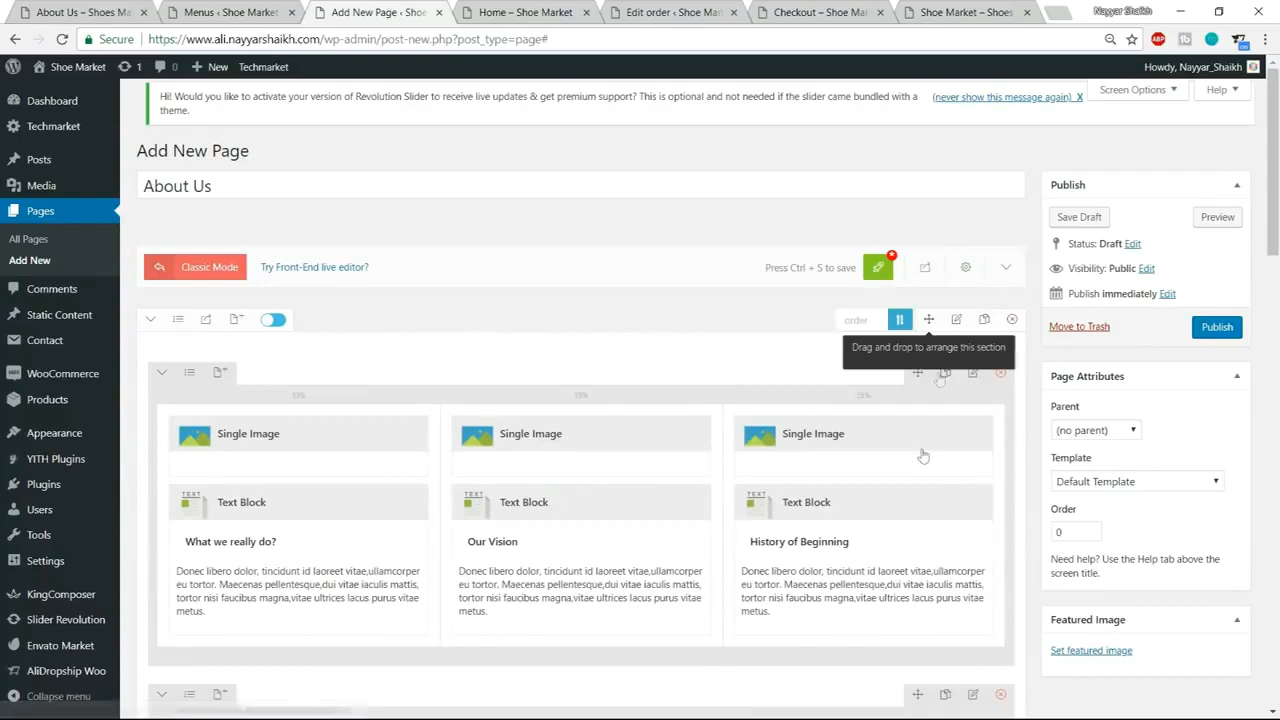 About Us – Shoes Ma
Menus ‹ Shoe Market
Add New Page ‹ Shoe
Home – Shoe Market
Edit order ‹ Shoe Mar
Checkout – Shoe Mar
Shoe Market – Shoes
Nayyar Shaikh
Secure
https://www.ali.nayyarshaikh.com/wp-admin/post-new.php?post_type=page#
ABP
Shoe Market
1
0
New
Techmarket
Howdy, Nayyar_Shaikh
Dashboard
Techmarket
Posts
Media
Pages
All Pages
Add New
Comments
Static Content
Contact
WooCommerce
Products
Appearance
YITH Plugins
Plugins
Users
Tools
Settings
KingComposer
Slider Revolution
Envato Market
AliDropship Woo
Collapse menu
Hi! Would you like to activate your version of Revolution Slider to receive live updates & get premium support? This is optional and not needed if the slider came bundled with a
theme.
(never show this message again) X
Screen Options
Help
Add New Page
About Us
Classic Mode
Try Front-End live editor?
Press Ctrl + S to save
order
Drag and drop to arrange this section
33%
33%
33%
Single Image
Single Image
Single Image
TEXT
Text Block
TEXT
Text Block
TEXT
Text Block
What we really do?
Donec libero dolor, tincidunt id laoreet vitae,ullamcorper
eu tortor. Maecenas pellentesque,dui vitae iaculis mattis,
tortor nisi faucibus magna,vitae ultrices lacus purus vitae
metus.
Our Vision
Donec libero dolor, tincidunt id laoreet vitae,ullamcorper
eu tortor. Maecenas pellentesque,dui vitae iaculis mattis,
tortor nisi faucibus magna,vitae ultrices lacus purus vitae
metus.
History of Beginning
Donec libero dolor, tincidunt id laoreet vitae,ullamcorper
eu tortor. Maecenas pellentesque,dui vitae iaculis mattis,
tortor nisi faucibus magna,vitae ultrices lacus purus vitae
metus.
Publish
Save Draft
Preview
Status: Draft Edit
Visibility: Public Edit
Publish immediately Edit
Move to Trash
Publish
Page Attributes
Parent
(no parent)
Template
Default Template
Order
0
Need help? Use the Help tab above the
screen title.
Featured Image
Set featured image